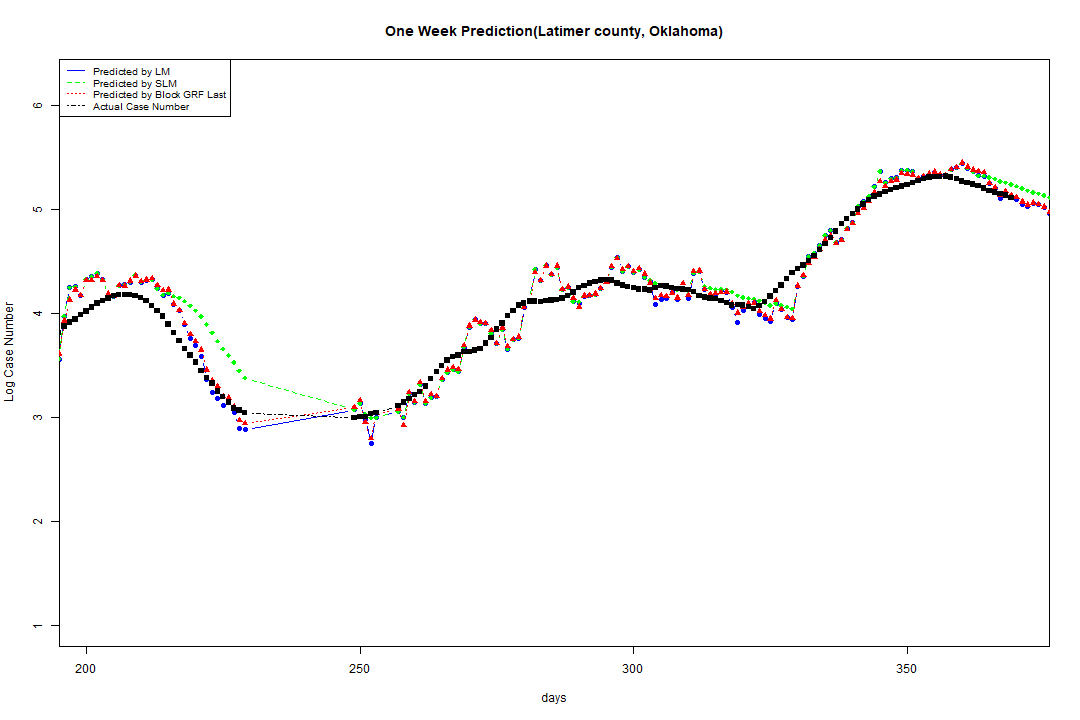 One Week Prediction(Latimer county, Oklahoma)
Predicted by LM
Predicted by SLM
Predicted by Block GRF Last
Actual Case Number
Log Case Number
6
5
4
3
2
1
200
250
300
350
days